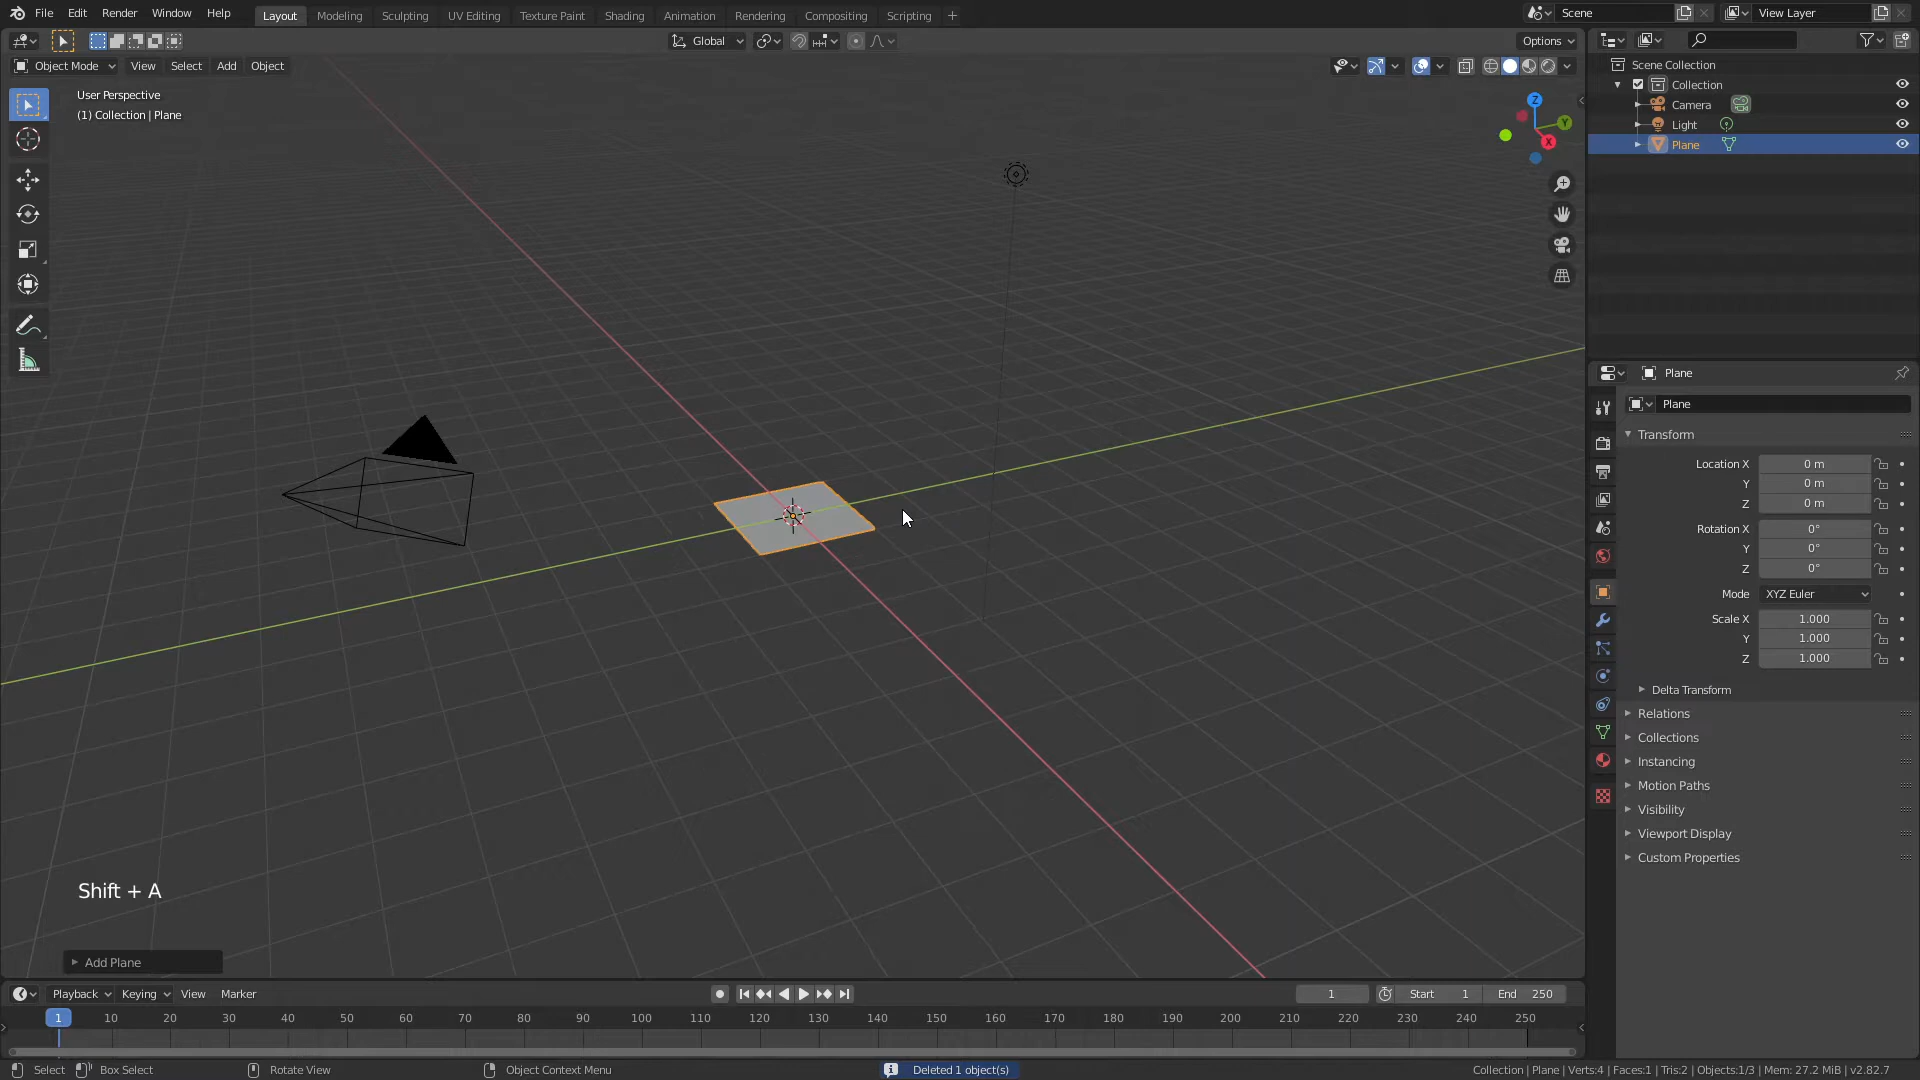 File Edit Render Window Help Layout Modeling Sculpting UV Editing Texture Paint Shading Animation Rendering Compositing Scripting + Scene View Layer
Global Options
Object Mode View Select Add Object
User Perspective
(1) Collection | Plane
Z
Y
X
Scene Collection
Collection
Camera
Light
Plane
Plane
Plane
Transform
Location X 0 m
Y 0 m
Z 0 m
Rotation X 0°
Y 0°
Z 0°
Mode XYZ Euler
Scale X 1.000
Y 1.000
Z 1.000
Delta Transform
Relations
Collections
Instancing
Motion Paths
Visibility
Viewport Display
Custom Properties
Shift + A
Add Plane
Playback Keying View Marker 1 Start 1 End 250
1 10 20 30 40 50 60 70 80 90 100 110 120 130 140 150 160 170 180 190 200 210 220 230 240 250
Select Box Select Rotate View Object Context Menu Deleted 1 object(s) Collection | Plane | Verts:4 | Faces:1 | Tris:2 | Objects:1/3 | Mem: 27.2 MiB | v2.82.7